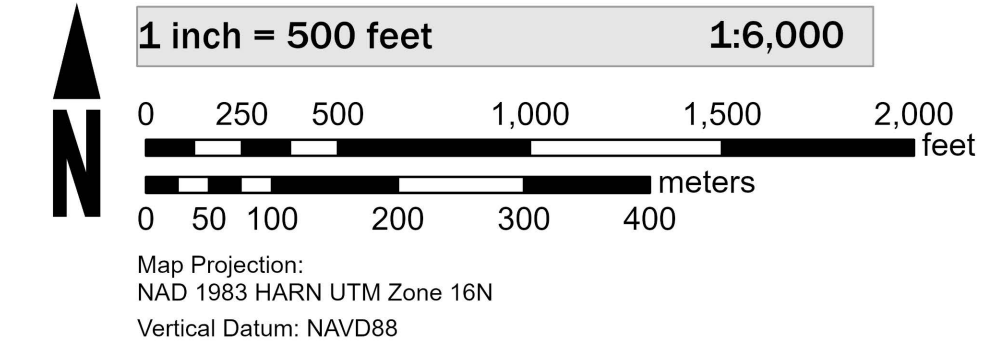 1 inch = 500 feet 1:6,000
N
0 250 500 1,000 1,500 2,000
feet
meters
0 50 100 200 300 400
Map Projection:
NAD 1983 HARN UTM Zone 16N
Vertical Datum: NAVD88